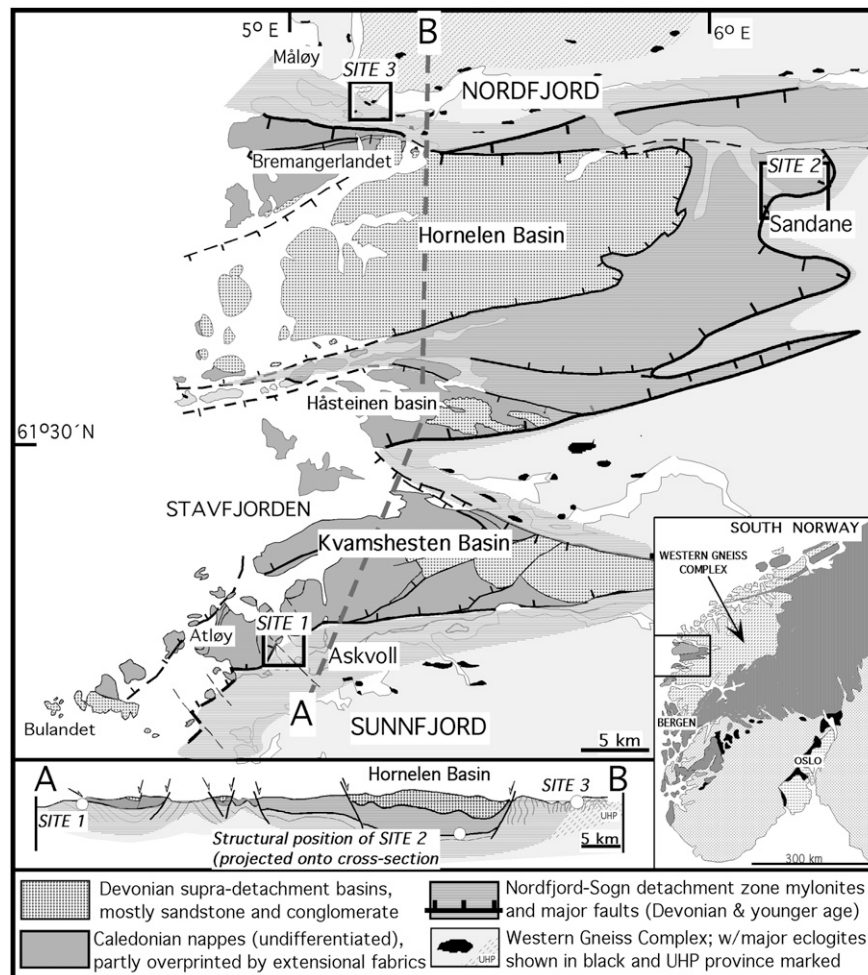 5º E
A
B
6º E
Måløy
SITE 3
NORDFJORD
Bremangerlandet
SITE 2
Sandane
Hornelen Basin
Håsteinen basin
61º30´N
STAVFJORDEN
Kvamshesten Basin
SITE 1
Atløy
Askvoll
A
Bulandet
SUNNFJORD
5 km
SOUTH NORWAY
WESTERN GNEISS
COMPLEX
BERGEN
OSLO
300 km
A
Hornelen Basin
B
SITE 3
SITE 1
UHP
Structural position of SITE 2
(projected onto cross-section
5 km
Devonian supra-detachment basins,
mostly sandstone and conglomerate
Caledonian nappes (undifferentiated),
partly overprinted by extensional fabrics
Nordfjord-Sogn detachment zone mylonites
and major faults (Devonian & younger age)
UHP
Western Gneiss Complex; w/major eclogites
shown in black and UHP province marked